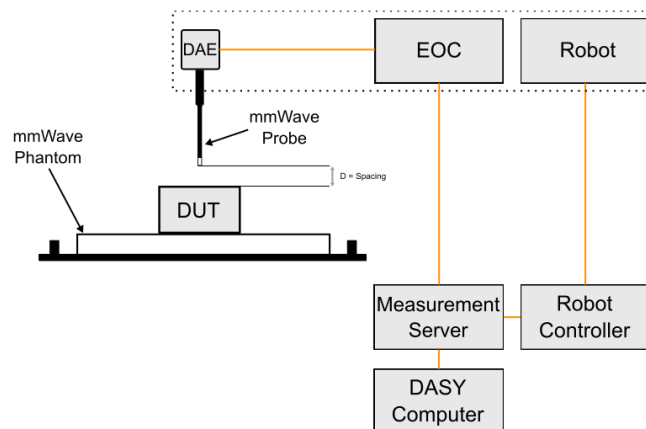 DAE
EOC
Robot
mmWave
Probe
mmWave
Phantom
D = Spacing
DUT
Measurement
Server
Robot
Controller
DASY
Computer